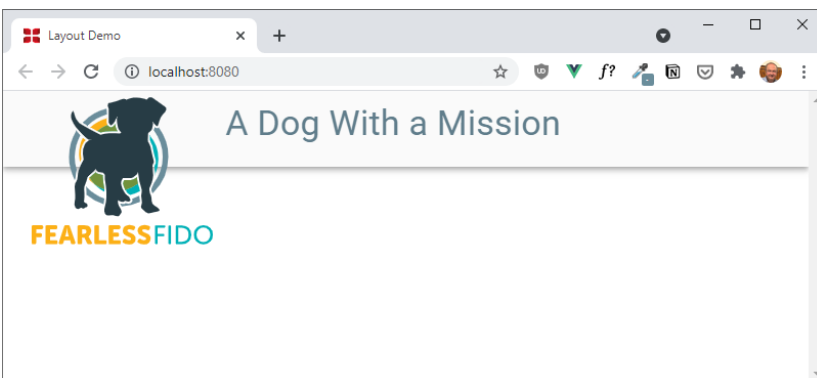 Layout Demo
localhost:8080
f?
A Dog With a Mission
FEARLESSFIDO